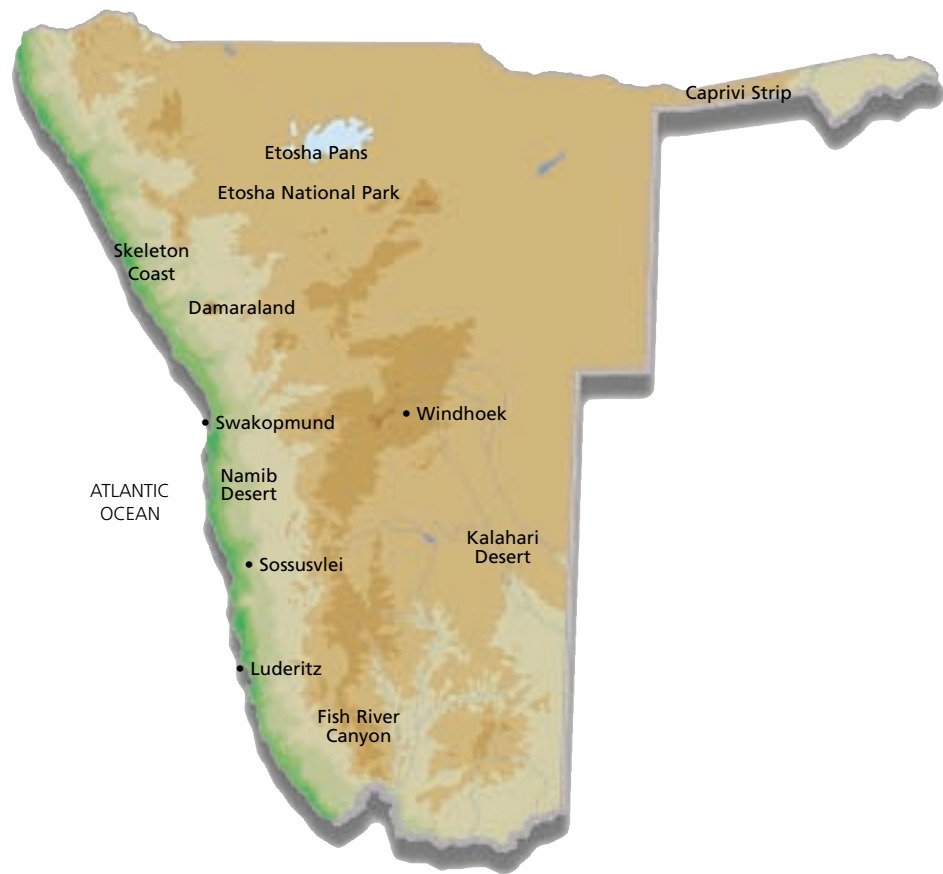 Caprivi Strip
Etosha Pans
Etosha National Park
Skeleton
Coast
Damaraland
Windhoek
Swakopmund
Namib
Desert
ATLANTIC
OCEAN
Kalahari
Desert
Sossusvlei
Luderitz
Fish River
Canyon